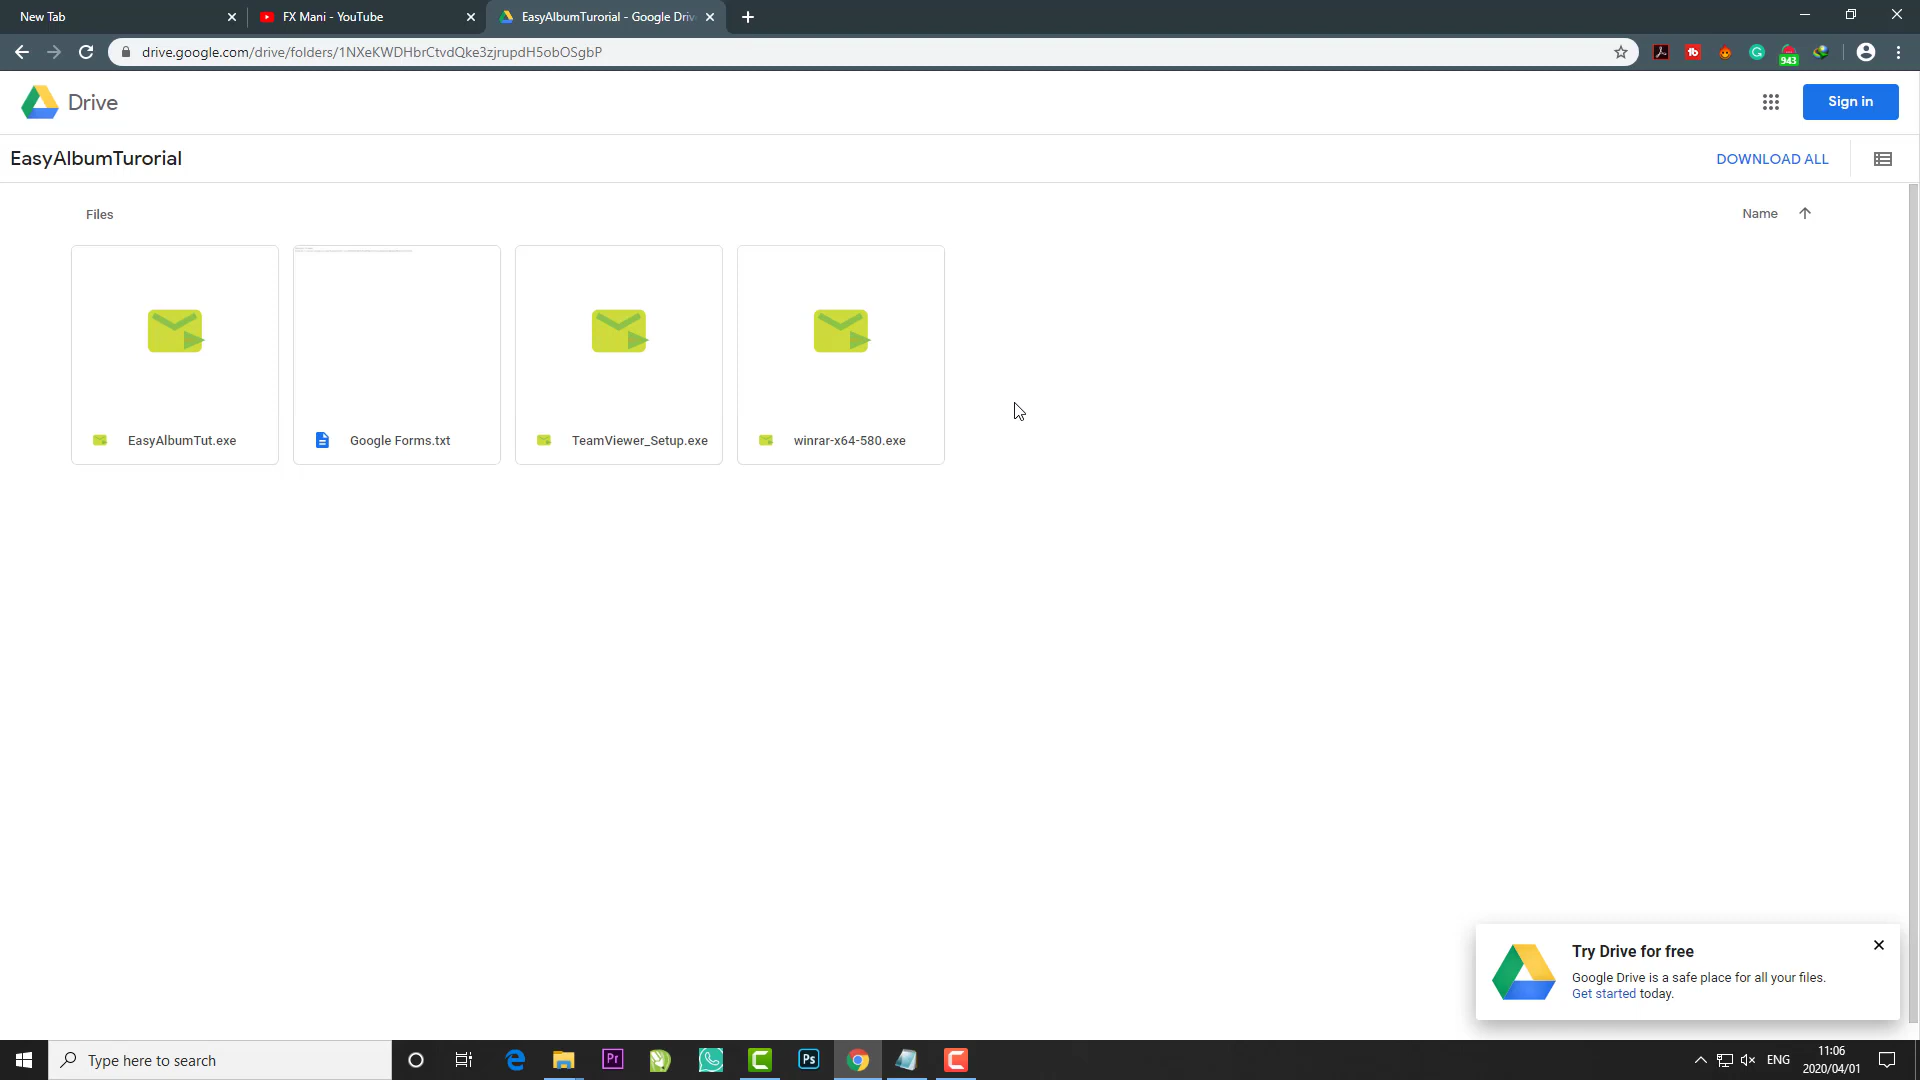 New Tab
FX Mani - YouTube
EasyAlbumTurorial - Google Driv
drive.google.com/drive/folders/1NXeKWDHbrCtvdQke3zjrupdH5obOSgbP
943
Drive
Sign in
EasyAlbumTurorial
DOWNLOAD ALL
Files
Name
EasyAlbumTut.exe
Google Forms.txt
TeamViewer_Setup.exe
winrar-x64-580.exe
Try Drive for free
Google Drive is a safe place for all your files.
Get started today.
Type here to search
Pr
Ps
ENG
11:06
2020/04/01